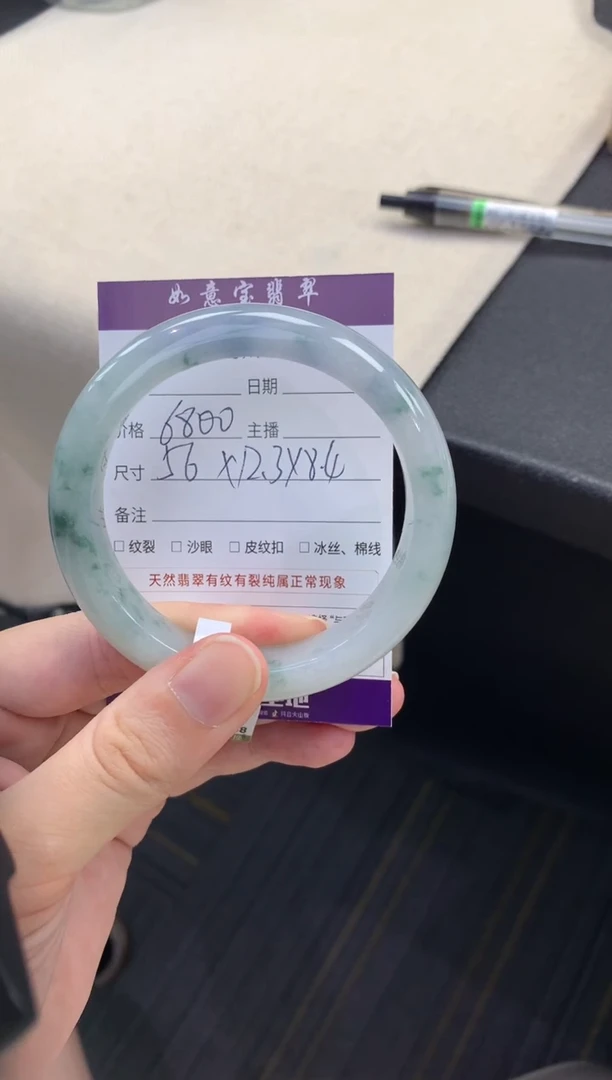 如意宝翡翠
日期
价格 6800 主播
尺寸 56 X12.3X8.4
备注
□ 纹裂 □ 沙眼 □ 皮纹扣 □ 冰丝、棉线
天然翡翠有纹有裂纯属正常现象